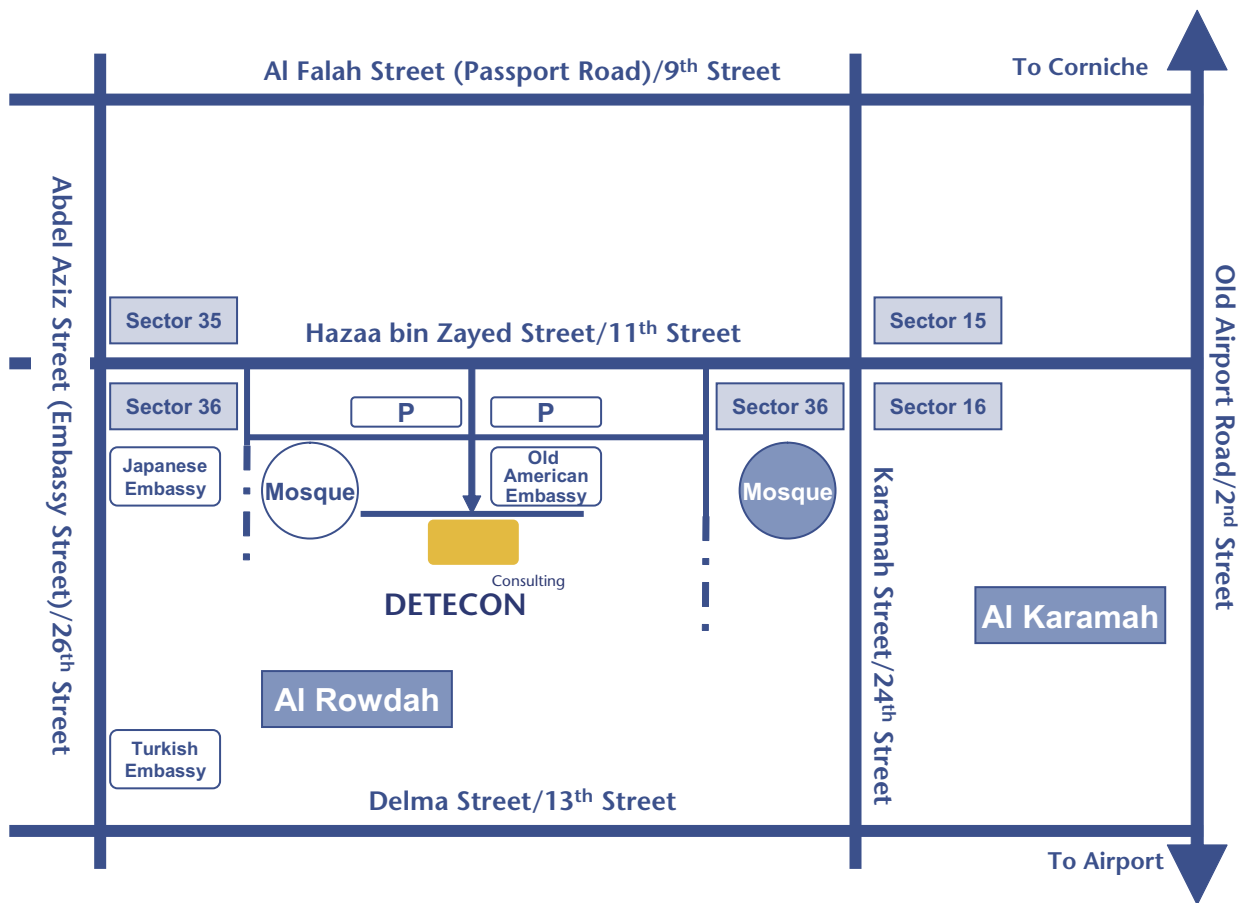 Al Falah Street (Passport Road)/9th Street
To Corniche
Abdel Aziz Street (Embassy Street)/26th Street
Old Airport Road/2nd Street
Sector 35
Hazaa bin Zayed Street/11th Street
Sector 15
Sector 36
P
P
Sector 36
Sector 16
Japanese
Embassy
Mosque
Old
American
Embassy
Mosque
Karamah Street/24th Street
Consulting
DETECON
Al Karamah
Al Rowdah
Turkish
Embassy
Delma Street/13th Street
To Airport